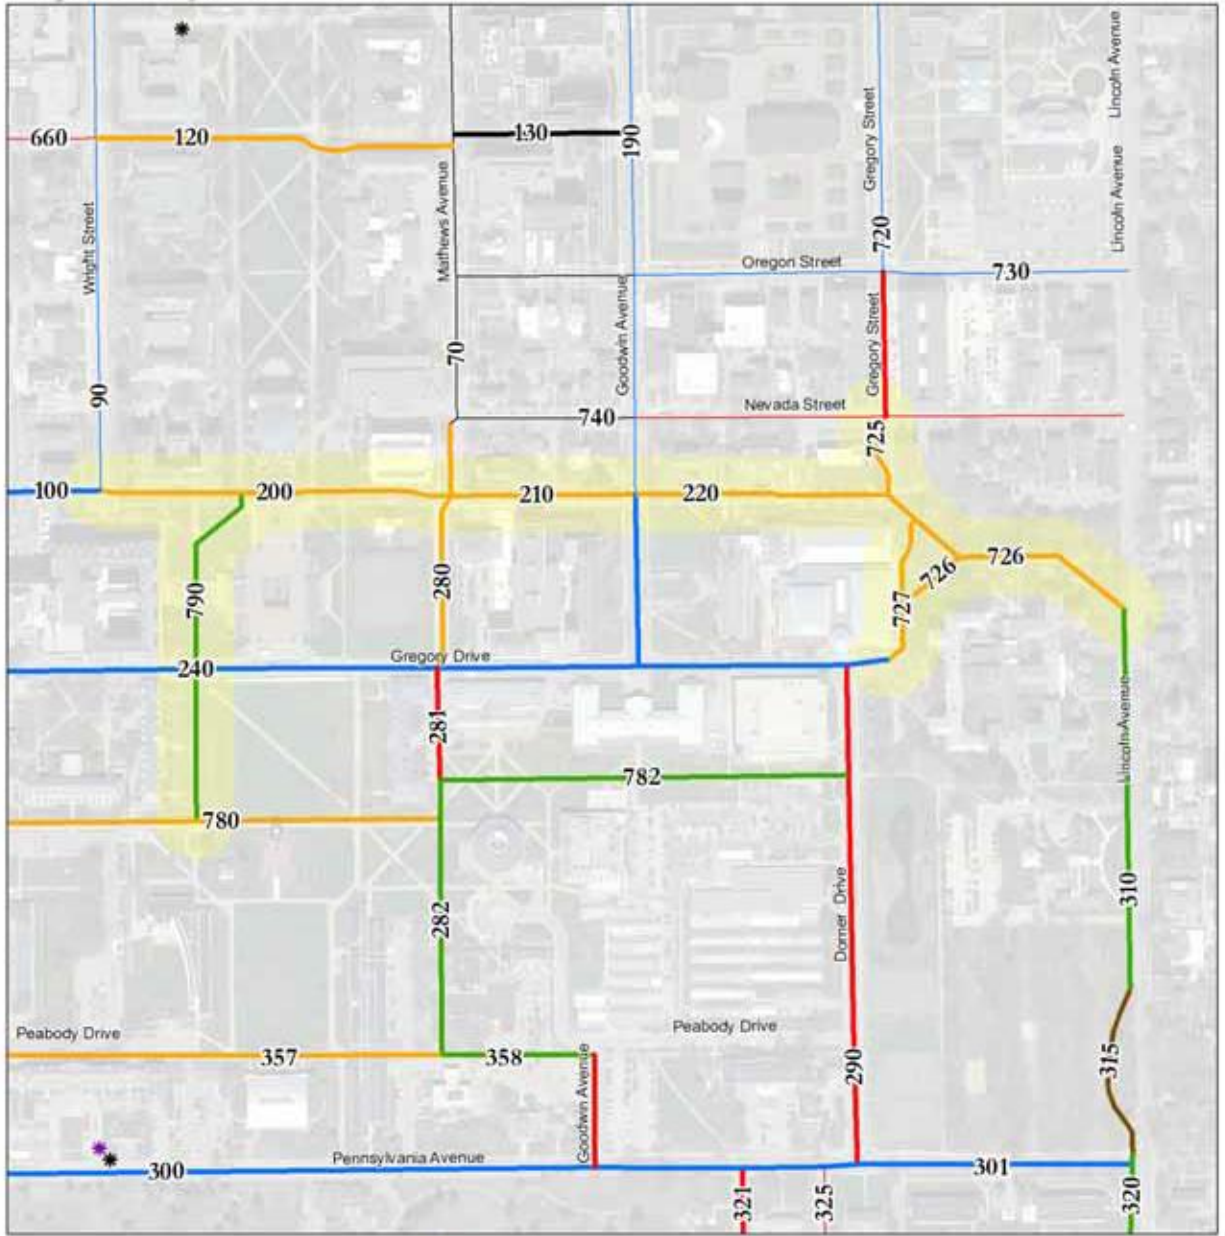 Lincoln Avenue
Gregory Street
660
120
130
190
Mathews Avenue
Lincoln Avenue
Wright Street
720
Oregon Street
730
Goodwin Avenue
Gregory Street
70
90
740
Nevada Street
725
100
200
210
220
790
280
726
726
727
240
Gregory Drive
281
Lincoln Avenue
782
780
282
Dorner Drive
310
Peabody Drive
Peabody Drive
357
358
Goodwin Avenue
290
315
300
Pennsylvania Avenue
301
321
325
320